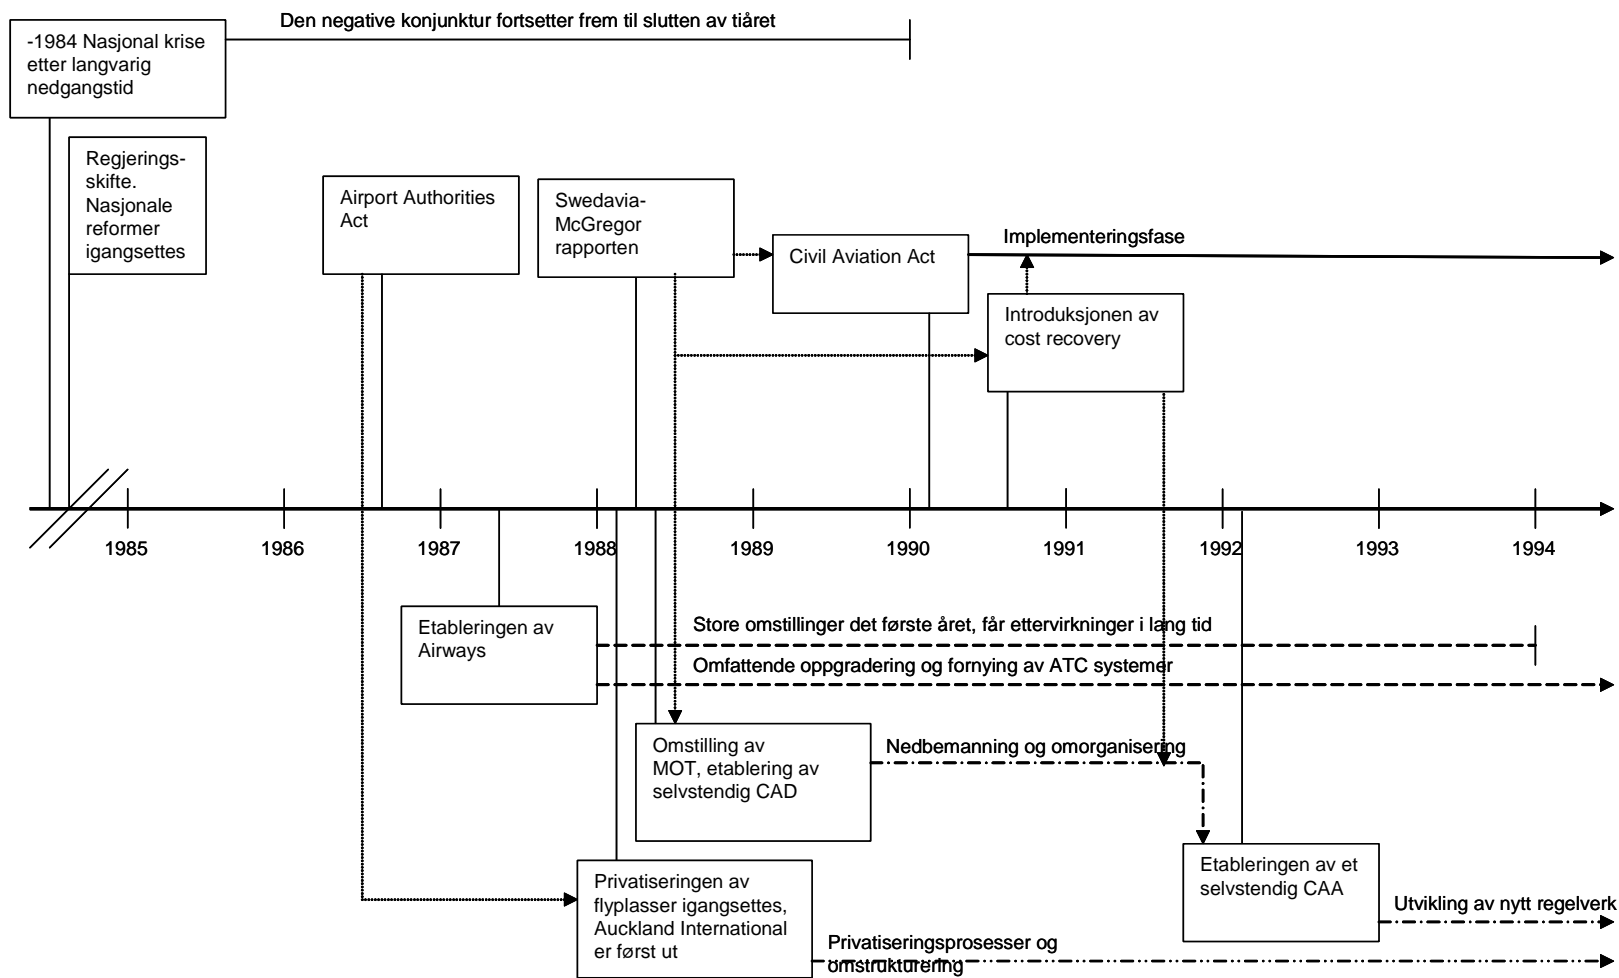 Den negative konjunktur fortsetter frem til slutten av tiåret
-1984 Nasjonal krise
etter langvarig
nedgangstid
Regjerings-
skifte.
Nasjonale
reformer
igangsettes
Airport Authorities
Act
Swedavia-
McGregor
rapporten
Civil Aviation Act
Implementeringsfase
Introduksjonen av
cost recovery
1985
1986
1987
1988
1989
1990
1991
1992
1993
1994
Etableringen av
Airways
Store omstillinger det første året, får ettervirkninger i lang tid
Omfattende oppgradering og fornying av ATC systemer
Omstilling av
MOT, etablering av
selvstendig CAD
Nedbemanning og omorganisering
Privatiseringen av
flyplasser igangsettes,
Auckland International
er først ut
Privatiseringsprosesser og
omstrukturering
Etableringen av et
selvstendig CAA
Utvikling av nytt regelverk